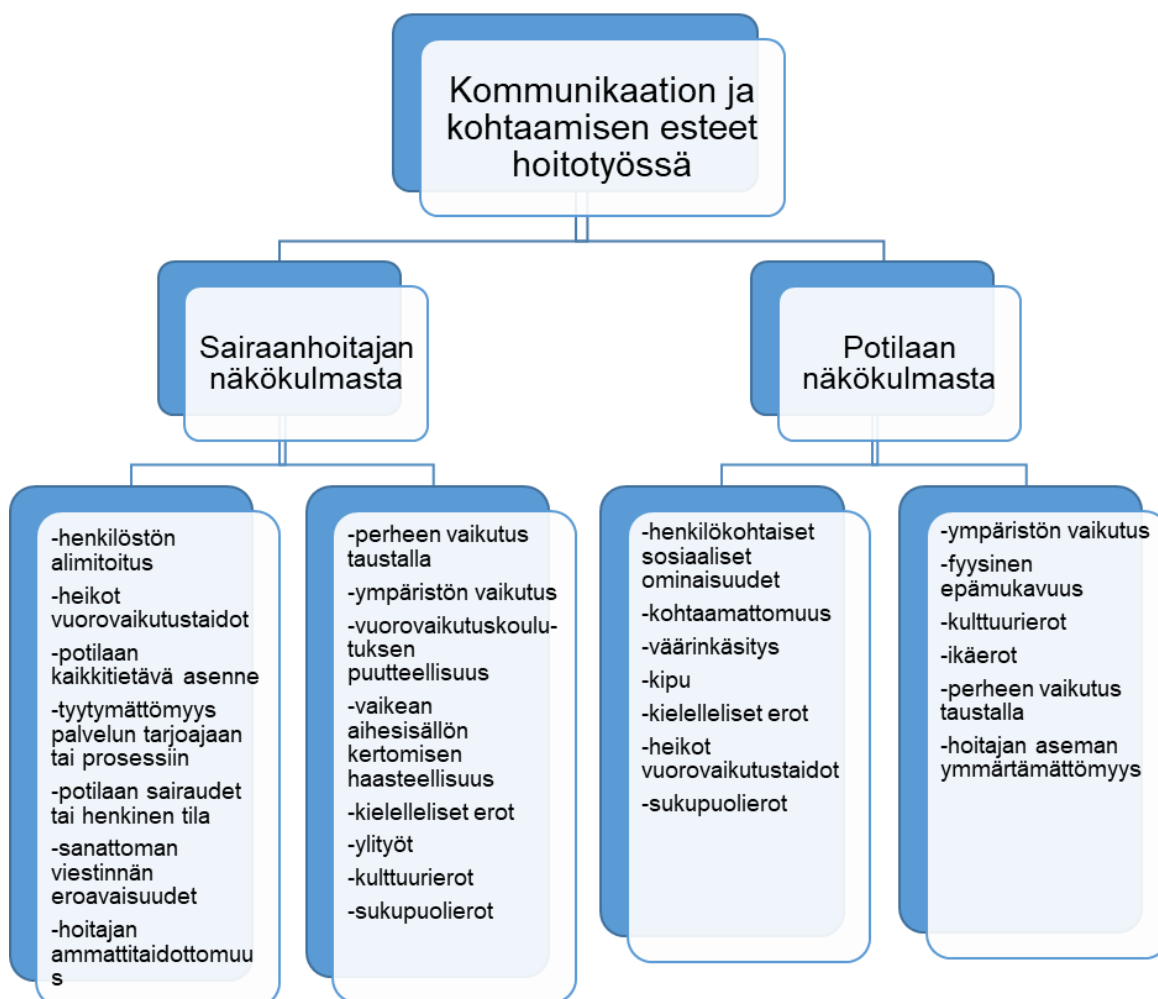 Kommunikaation ja
kohtaamisen esteet
hoitotyössä
Sairaanhoitajan
näkökulmasta
Potilaan
näkökulmasta
-henkilöstön
alimitoitus
-heikot
vuorovaikutustaidot
-potilaan
kaikkitietävä asenne
-tyytymättömyys
palvelun tarjoajaan
tai prosessiin
-potilaan sairaudet
tai henkinen tila
-sanattoman
viestinnän
eroavaisuudet
-hoitajan
ammattitaidottomuu
s
-perheen vaikutus
taustalla
-ympäristön vaikutus
-vuorovaikutuskoulu-
tuksen
puutteellisuus
-vaikean
aihesisällön
kertomisen
haasteellisuus
-kielelleliset erot
-ylityöt
-kulttuurierot
-sukupuolierot
-henkilökohtaiset
sosiaaliset
ominaisuudet
-kohtaamattomuus
-väärinkäsitys
-kipu
-kielelleliset erot
-heikot
vuorovaikutustaidot
-sukupuolierot
-ympäristön vaikutus
-fyysinen
epämukavuus
-kulttuurierot
-ikäerot
-perheen vaikutus
taustalla
-hoitajan aseman
ymmärtämättömyys